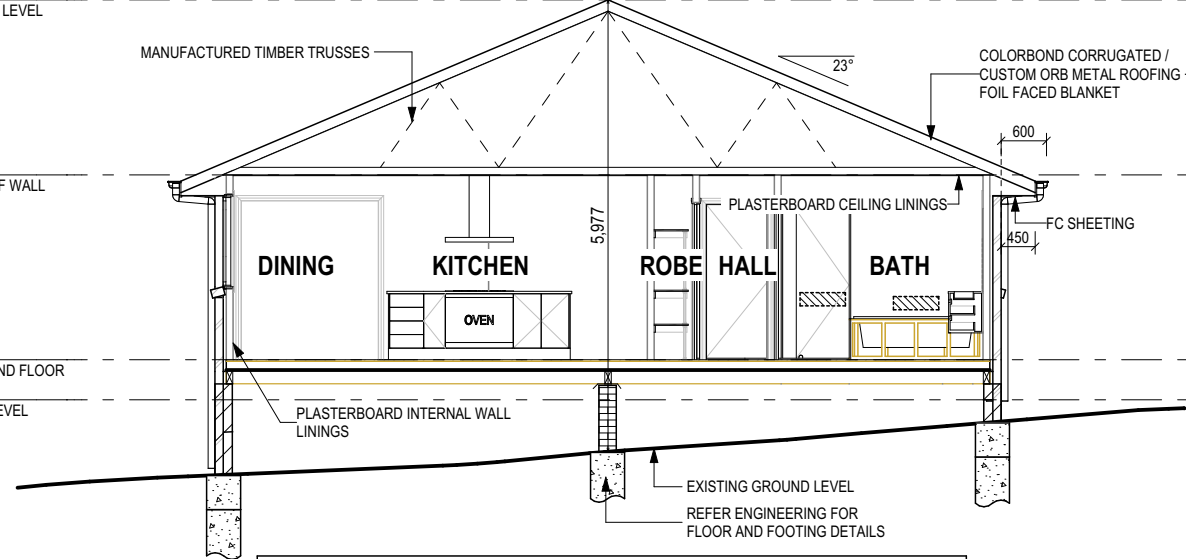 LEVEL
MANUFACTURED TIMBER TRUSSES
23°
COLORBOND CORRUGATED /
CUSTOM ORB METAL ROOFING
FOIL FACED BLANKET
600
WALL
PLASTERBOARD CEILING LININGS
FC SHEETING
450
5,977
DINING
KITCHEN
ROBE
HALL
BATH
OVEN
FLOOR
PLASTERBOARD INTERNAL WALL
LININGS
EXISTING GROUND LEVEL
REFER ENGINEERING FOR
FLOOR AND FOOTING DETAILS